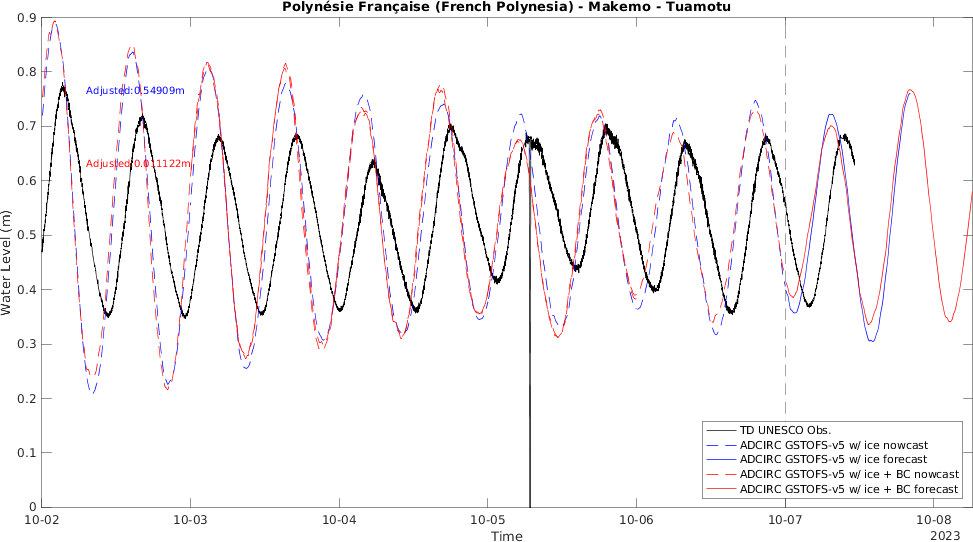 Polynésie Française (French Polynesia) - Makemo - Tuamotu
Water Level (m)
0.9
0.8
0.7
0.6
0.5
0.4
0.3
0.2
0.1
0
Adjusted:0.54909m
Adjusted:0.011122m
TD UNESCO Obs.
ADCIRC GSTOFS-v5 w/ ice nowcast
ADCIRC GSTOFS-v5 w/ ice forecast
ADCIRC GSTOFS-v5 w/ ice + BC nowcast
ADCIRC GSTOFS-v5 w/ ice + BC forecast
10-02 10-03 10-04 10-05 10-06 10-07 10-08
Time
2023